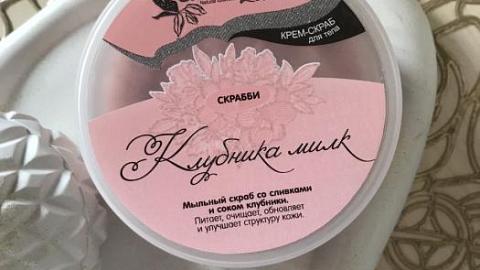 КРЕМ-СКРАБ
для тела
СКРАББИ
Клубника милк
Мыльный скраб со сливками
и соком клубники.
Питает, очищает, обновляет
и улучшает структуру кожи.